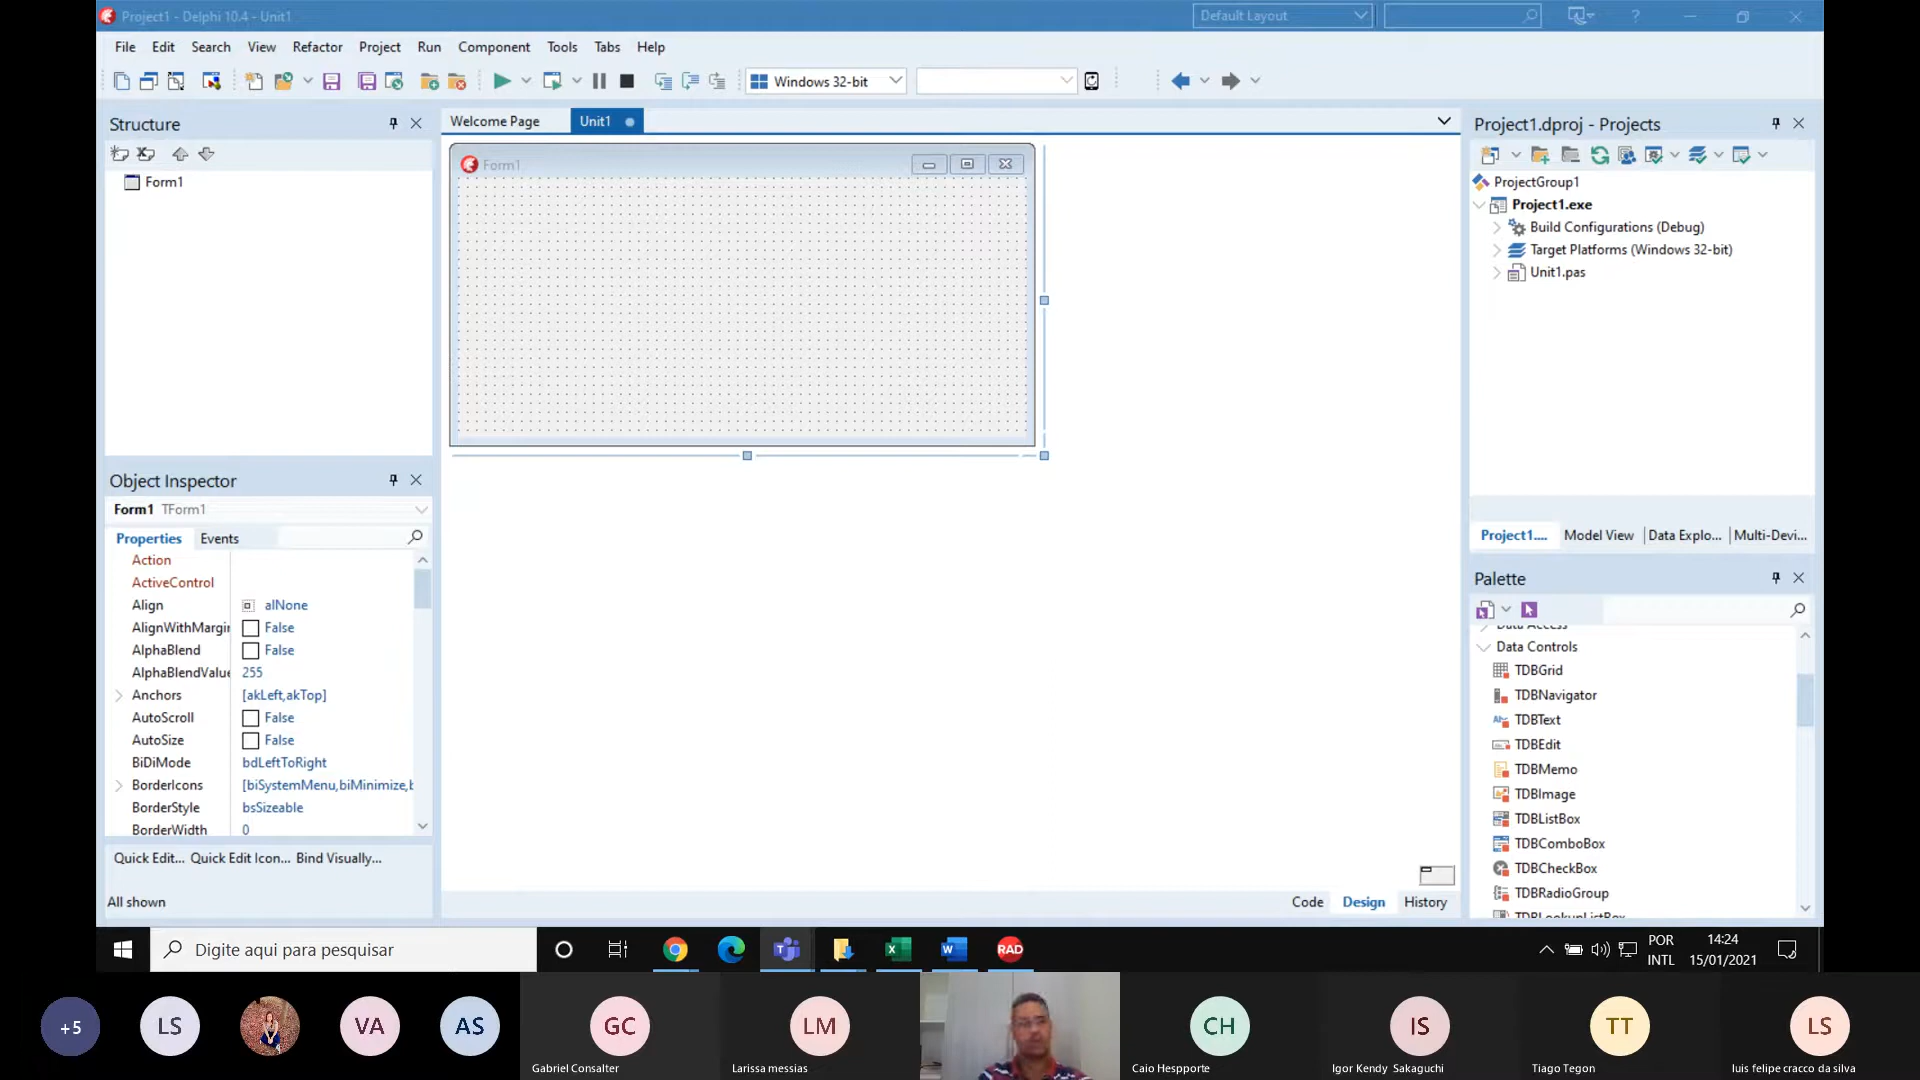 Project1 - Delphi 10.4 - Unit1
Default Layout
?
File Edit Search View Refactor Project Run Component Tools Tabs Help
Windows 32-bit
Structure
Form1
Object Inspector
Form1 TForm1
Properties Events
Action
ActiveControl
Align alNone
AlignWithMargi False
AlphaBlend False
AlphaBlendValue 255
Anchors [akLeft,akTop]
AutoScroll False
AutoSize False
BiDiMode bdLeftToRight
BorderIcons [biSystemMenu,biMinimize,
BorderStyle bsSizeable
BorderWidth 0
Quick Edit... Quick Edit Icon... Bind Visually...
All shown
Welcome Page Unit1
Form1
Code Design History
Project1.dproj - Projects
ProjectGroup1
Project1.exe
Build Configurations (Debug)
Target Platforms (Windows 32-bit)
Unit1.pas
Project1.... Model View Data Explo... Multi-Devi...
Palette
Data Access
Data Controls
TDBGrid
TDBNavigator
TDBText
TDBEdit
TDBMemo
TDBImage
TDBListBox
TDBComboBox
TDBCheckBox
TDBRadioGroup
TDBLookupListBox
Digite aqui para pesquisar
RAD
POR
INTL
14:24
15/01/2021
+5 LS VA AS GC LM CH IS TT LS
Gabriel Consalter Larissa messias Caio Hespporte Igor Kendy Sakaguchi Tiago Tegon luis felipe cracco da silva